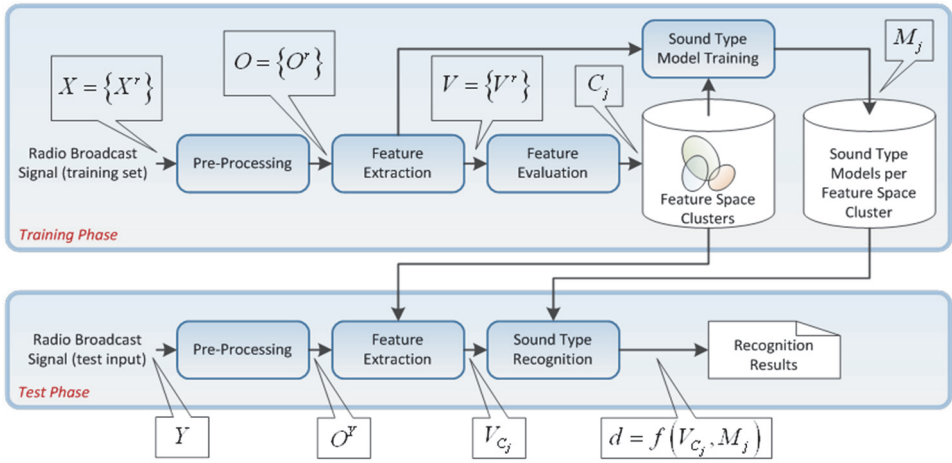 X = {X^r}
O = {O^r}
V = {V^r}
C_j
Sound Type
Model Training
M_j
Radio Broadcast
Signal (training set)
Pre-Processing
Feature
Extraction
Feature
Evaluation
Feature Space
Clusters
Sound Type
Models per
Feature Space
Cluster
Training Phase
Radio Broadcast
Signal (test input)
Pre-Processing
Feature
Extraction
Sound Type
Recognition
Recognition
Results
Test Phase
Y
O^Y
V_{C_j}
d = f(V_{C_j}, M_j)